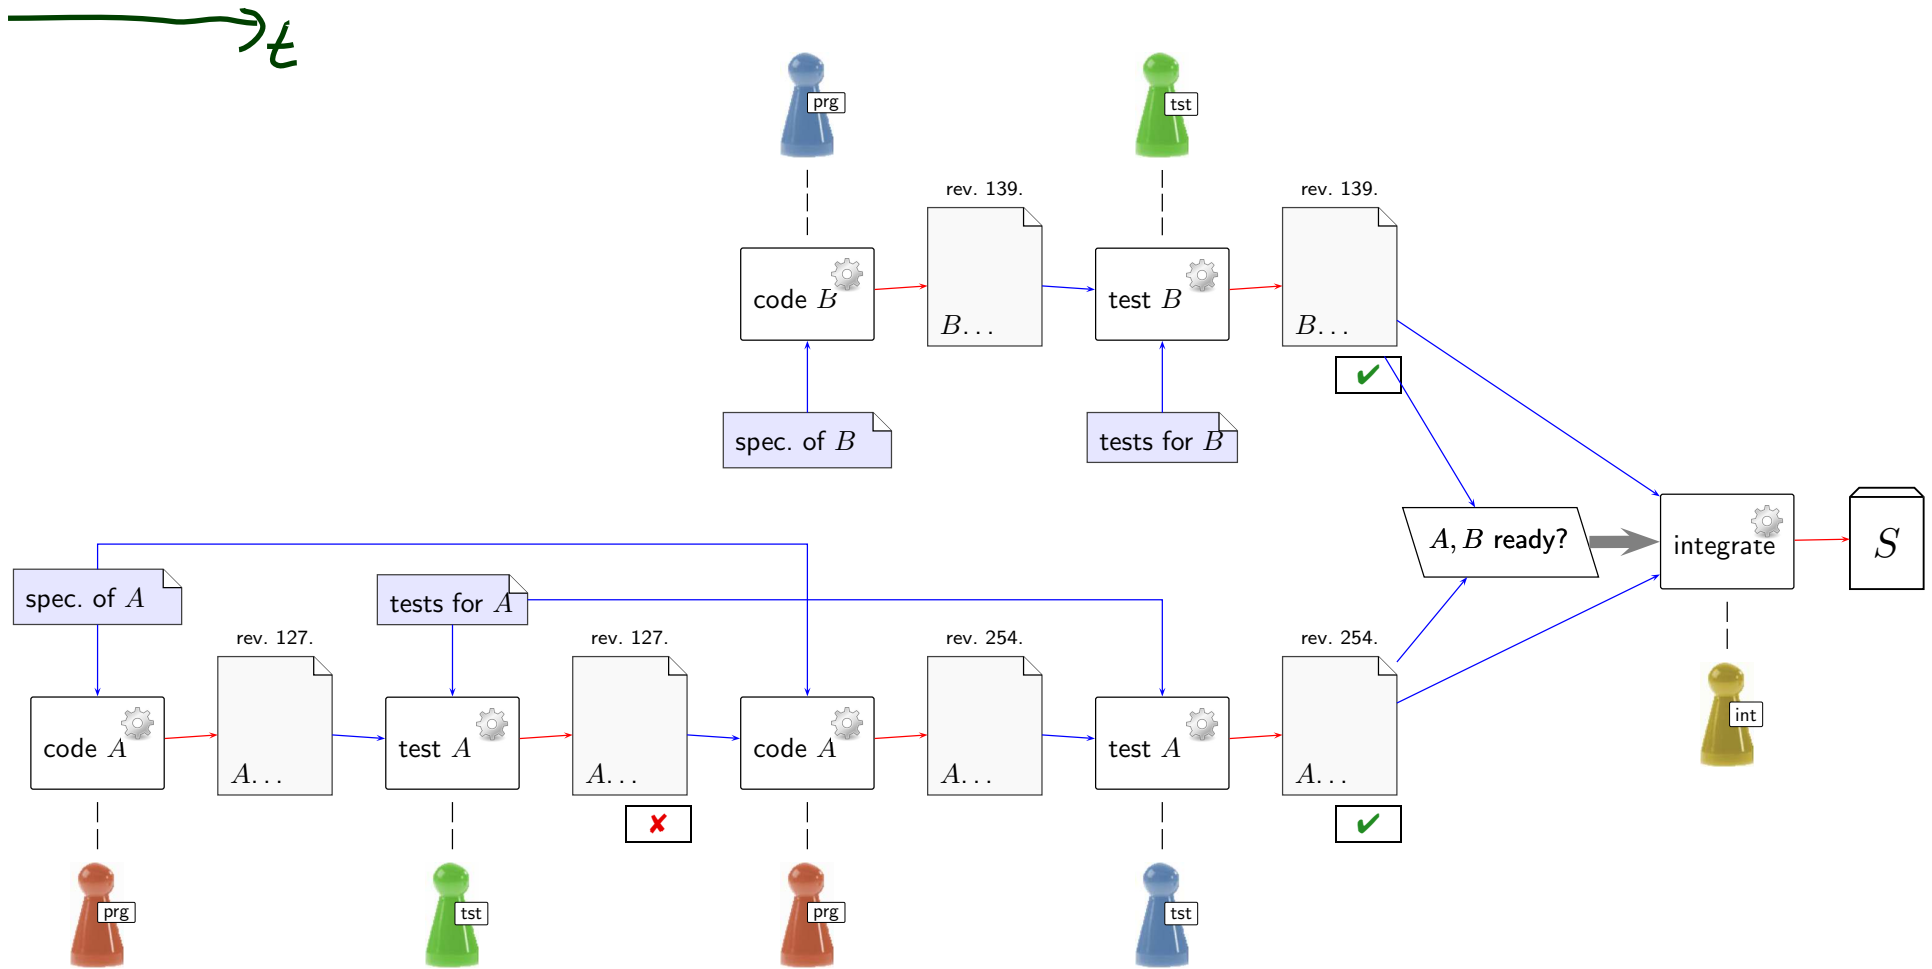 t
prg
tst
rev. 139.
rev. 139.
code B
B...
test B
B...
✔
spec. of B
tests for B
A, B ready?
integrate
S
spec. of A
tests for A
rev. 127.
rev. 127.
rev. 254.
rev. 254.
int
code A
A...
test A
A...
code A
A...
test A
A...
✘
✔
prg
tst
prg
tst